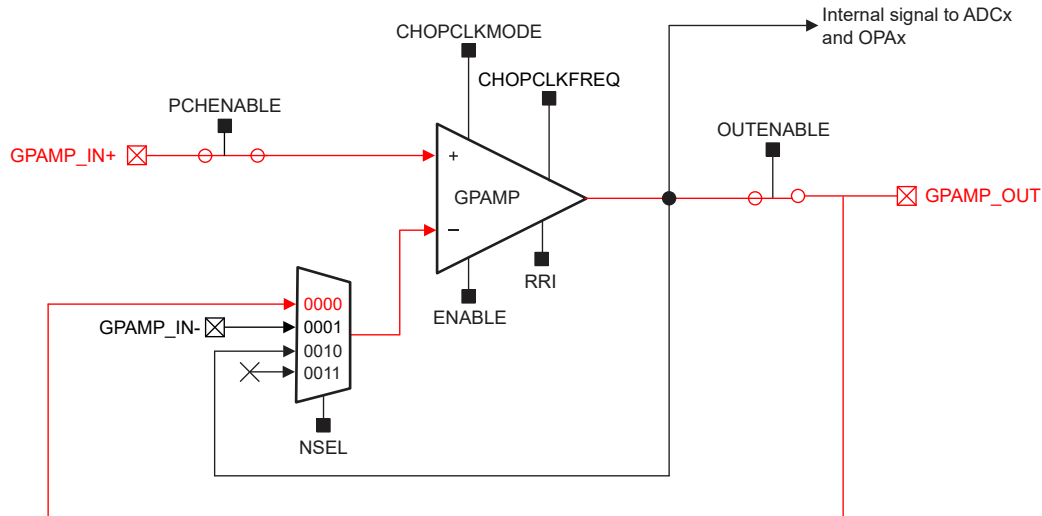 Internal signal to ADCx
and OPAx
CHOPCLKMODE
CHOPCLKFREQ
PCHENABLE
OUTENABLE
GPAMP_IN+
+
GPAMP
GPAMP_OUT
−
RRI
ENABLE
0000
GPAMP_IN-
0001
0010
0011
NSEL